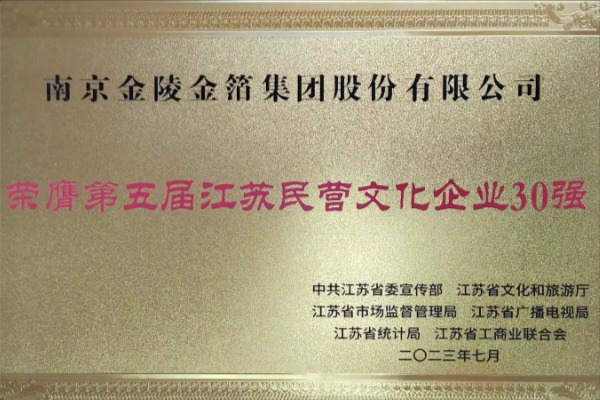 南京金陵金箔集团股份有限公司
荣膺第五届江苏民营文化企业30强
中共江苏省委宣传部 江苏省文化和旅游厅
江苏省市场监督管理局 江苏省广播电视局
江苏省统计局 江苏省工商业联合会
二〇二三年七月